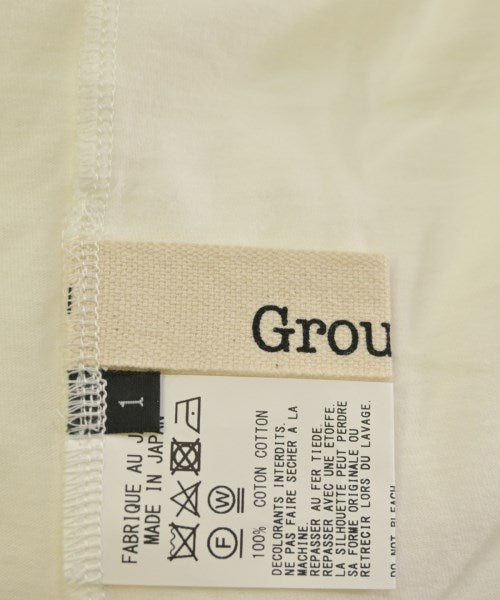 Grou
1
FABRIQUE AU J
MADE IN JAPAN
F W
100% COTON COTTON
DECOLORANTS INTERDITS.
NE PAS FAIRE SECHER A LA
MACHINE.
REPASSER AU FER TIEDE.
REPASSER AVEC UNE ETOFFE.
LA SILHOUETTE PEUT PERDRE
SA FORME ORIGINALE OU
RETRECIR LORS DU LAVAGE.
DO NOT BLEACH